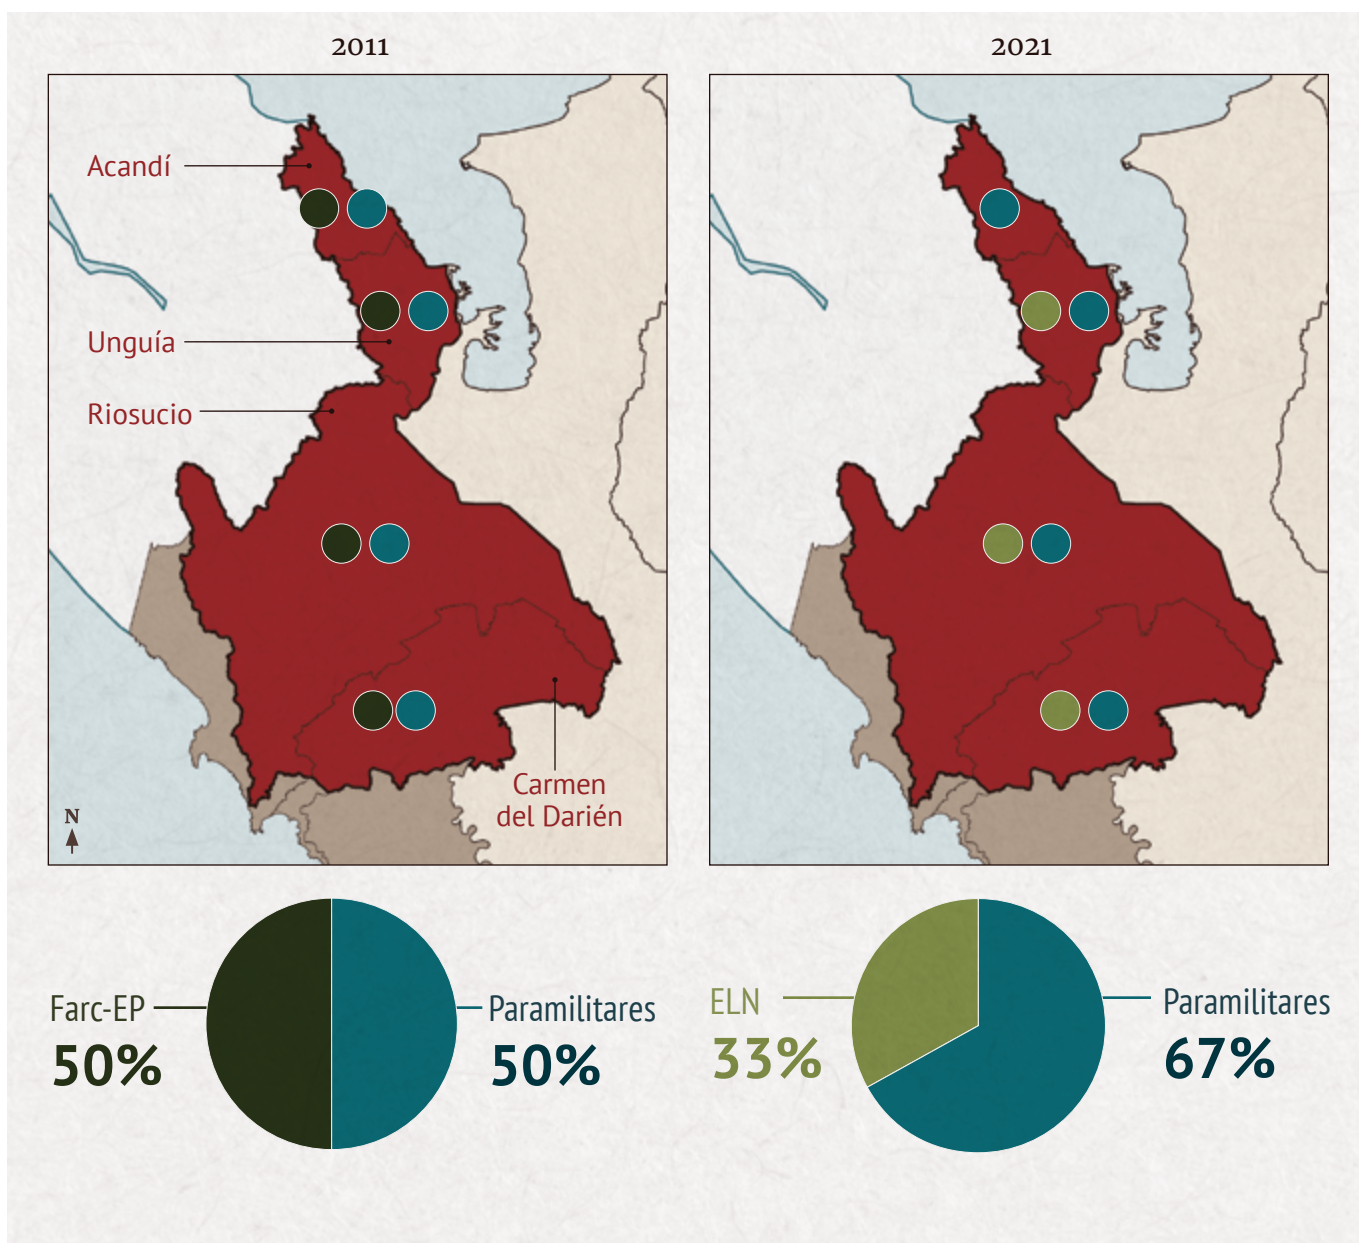 2011
2021
Acandí
Unguía
Riosucio
Carmen
del Darién
N
Farc-EP
50%
Paramilitares
50%
ELN
33%
Paramilitares
67%